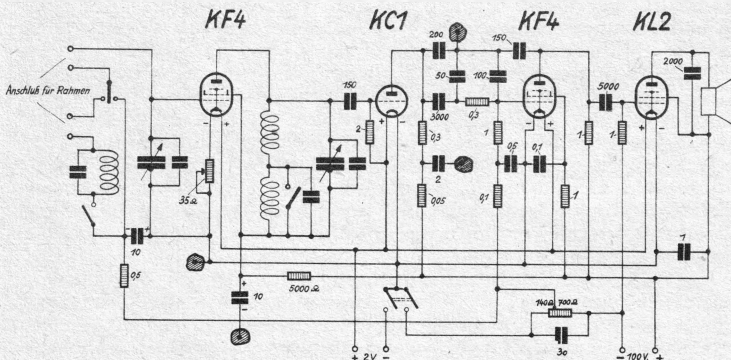 KF4 KC1 KF4 KL2
200 150
Anschluß für Rahmen
50 100 2000
150 5000
3000 0,3
2 0,3 1 1 1
0,5 0,1
35Ω 2
0,05 0,1 1
10 1
0,5 10 5000Ω
140Ω 700Ω
30
+ 2V − − 100V. +